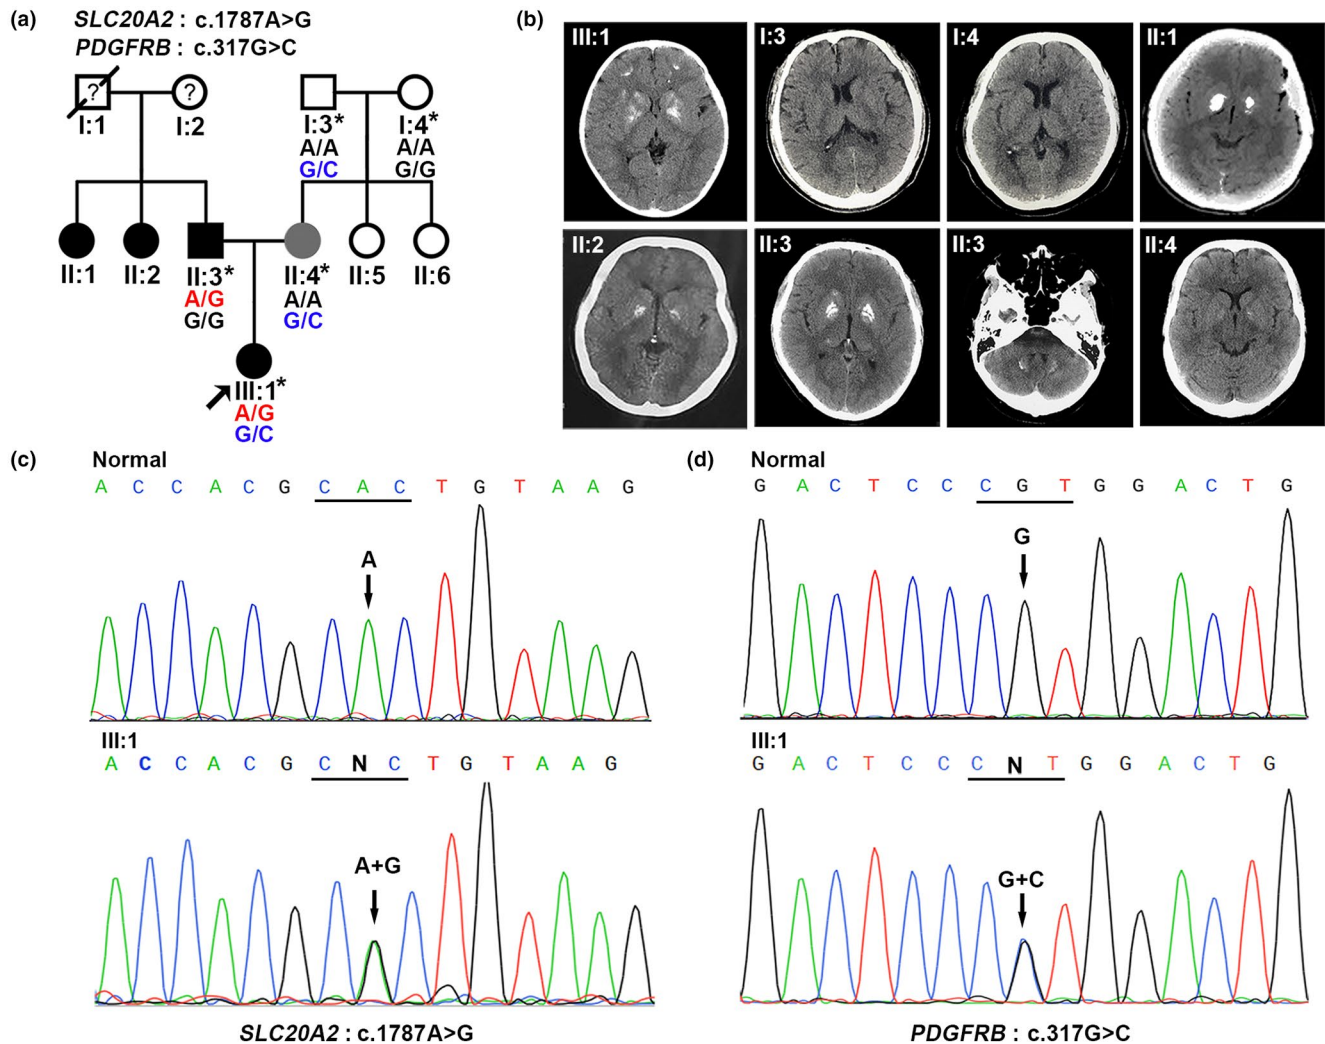 (a)
SLC20A2 : c.1787A>G
PDGFRB : c.317G>C
? ?
I:1 I:2 I:3* I:4*
A/A A/A
G/C G/G
II:1 II:2 II:3* II:4* II:5 II:6
A/G A/A
G/G G/C
III:1*
A/G
G/C
(b)
III:1 I:3 I:4 II:1
II:2 II:3 II:3 II:4
(c)
Normal
A C C A C G C A C T G T A A G
A
III:1
A C C A C G C N C T G T A A G
A+G
SLC20A2 : c.1787A>G
(d)
Normal
G A C T C C C G T G G A C T G
G
III:1
G A C T C C C N T G G A C T G
G+C
PDGFRB : c.317G>C